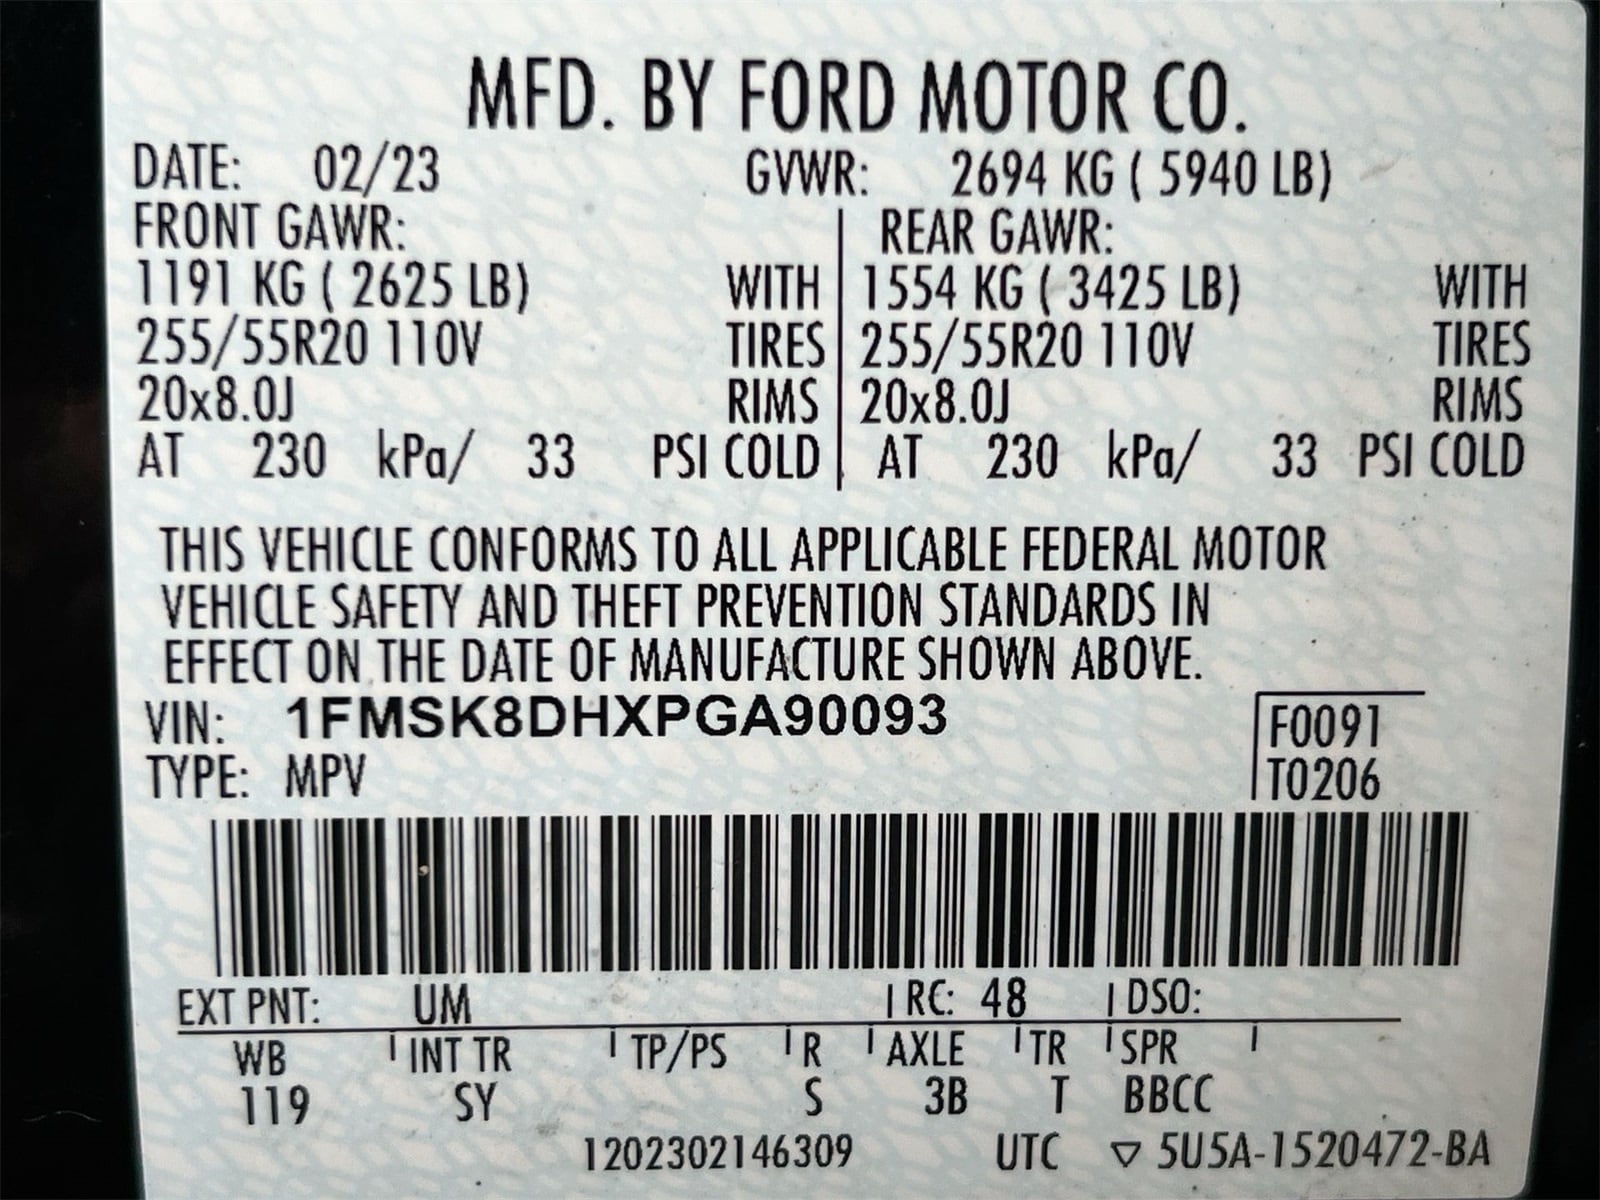 MFD. BY FORD MOTOR CO.
DATE: 02/23 GVWR: 2694 KG ( 5940 LB)
FRONT GAWR: REAR GAWR:
1191 KG ( 2625 LB) WITH 1554 KG ( 3425 LB) WITH
255/55R20 110V TIRES 255/55R20 110V TIRES
20x8.0J RIMS 20x8.0J RIMS
AT 230 kPa/ 33 PSI COLD AT 230 kPa/ 33 PSI COLD
THIS VEHICLE CONFORMS TO ALL APPLICABLE FEDERAL MOTOR
VEHICLE SAFETY AND THEFT PREVENTION STANDARDS IN
EFFECT ON THE DATE OF MANUFACTURE SHOWN ABOVE.
VIN: 1FMSK8DHXPGA90093 F0091
TYPE: MPV T0206
EXT PNT: UM RC: 48 DSO:
WB INT TR TP/PS R AXLE TR SPR
119 SY S 3B T BBCC
1202302146309 UTC ▽ 5U5A-1520472-BA